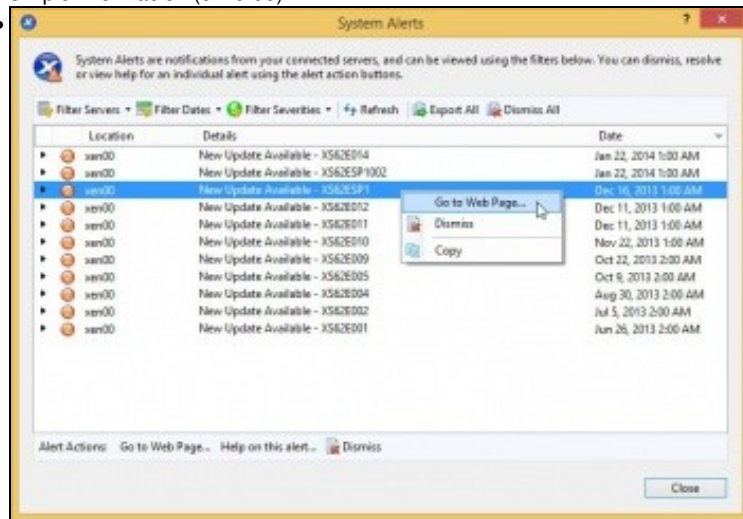 System Alerts
?
×
System Alerts are notifications from your connected servers, and can be viewed using the filters below. You can dismiss, resolve
or view help for an individual alert using the alert action buttons.
Filter Servers Filter Dates Filter Severities Refresh Export All Dismiss All
Location Details Date
xen00 New Update Available - XS62E014 Jan 22, 2014 1:00 AM
xen00 New Update Available - XS62ESP1002 Jan 22, 2014 1:00 AM
xen00 New Update Available - XS62ESP1 Dec 16, 2013 1:00 AM
xen00 New Update Available - XS62E012 Dec 11, 2013 1:00 AM
xen00 New Update Available - XS62E011 Dec 11, 2013 1:00 AM
xen00 New Update Available - XS62E010 Nov 22, 2013 1:00 AM
xen00 New Update Available - XS62E009 Oct 22, 2013 2:00 AM
xen00 New Update Available - XS62E005 Oct 9, 2013 2:00 AM
xen00 New Update Available - XS62E004 Aug 30, 2013 2:00 AM
xen00 New Update Available - XS62E002 Jul 5, 2013 2:00 AM
xen00 New Update Available - XS62E001 Jun 26, 2013 2:00 AM
Go to Web Page...
Dismiss
Copy
Alert Actions: Go to Web Page... Help on this alert... Dismiss
Close